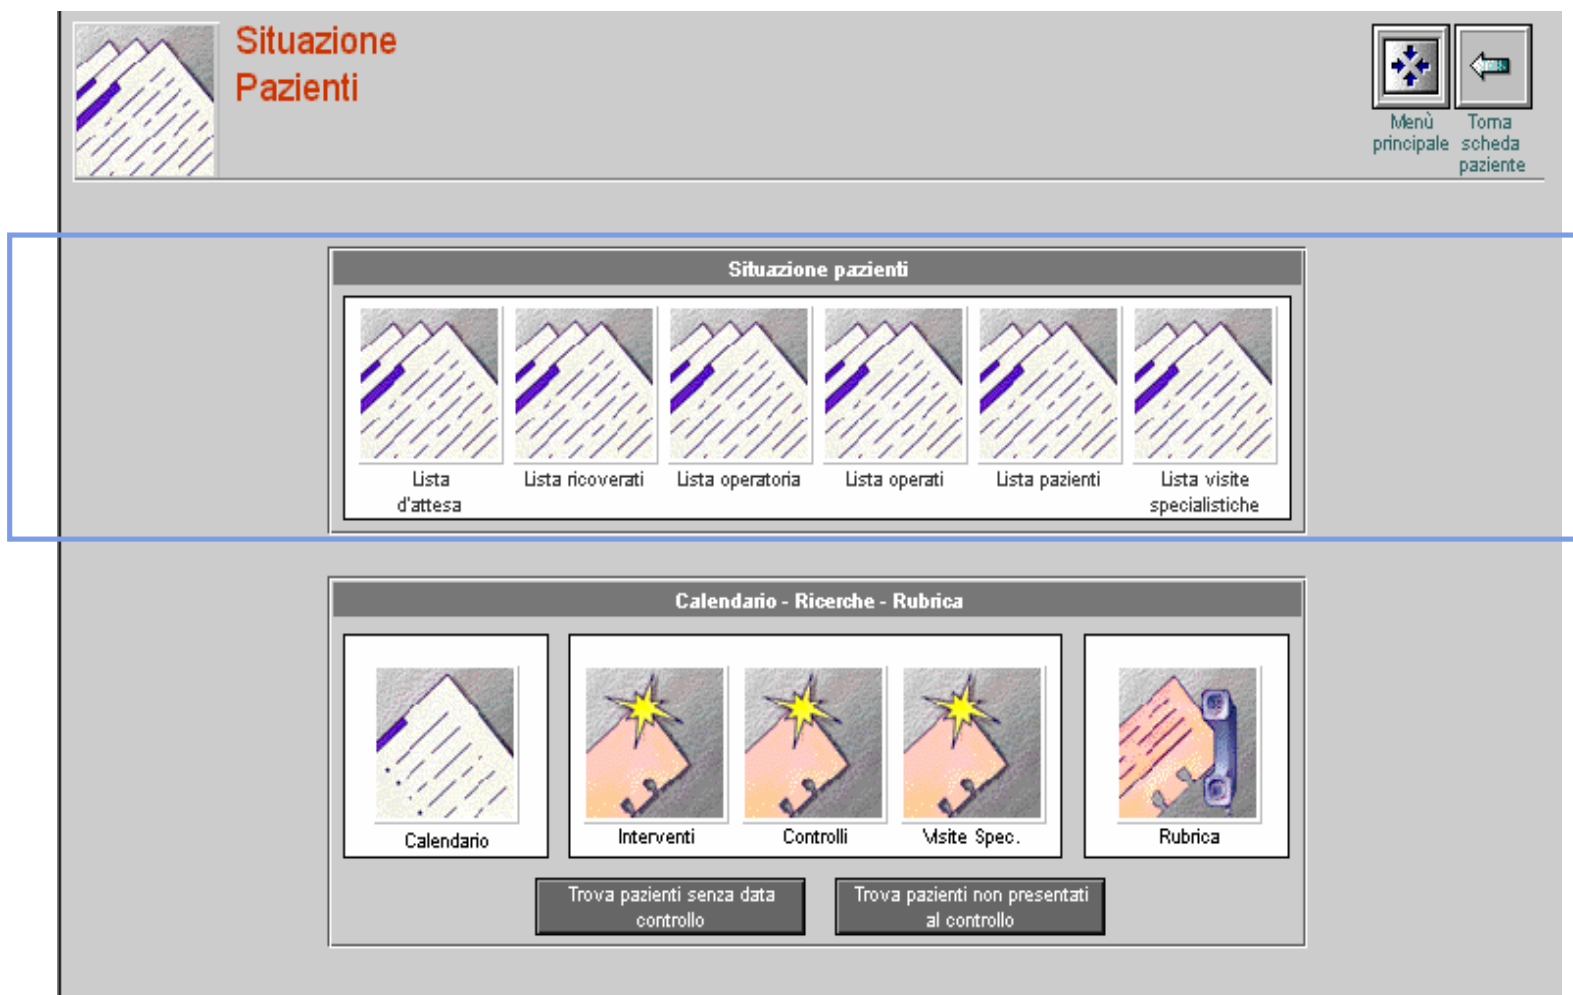 Situazione
Pazienti
Menù
principale
Torna
scheda
paziente
Situazione pazienti
Lista
d'attesa
Lista ricoverati
Lista operatoria
Lista operati
Lista pazienti
Lista visite
specialistiche
Calendario - Ricerche - Rubrica
Calendario
Interventi
Controlli
Visite Spec.
Rubrica
Trova pazienti senza data
controllo
Trova pazienti non presentati
al controllo